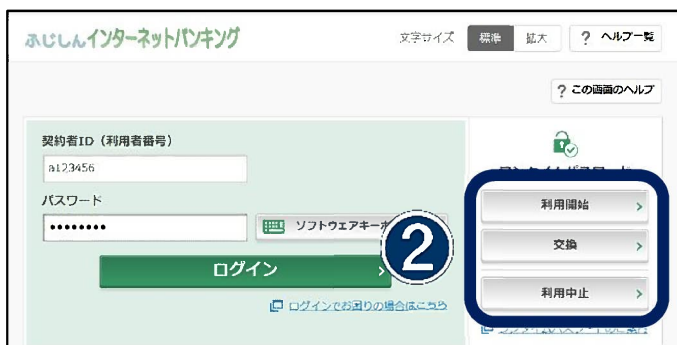 ふじしんインターネットバンキング
文字サイズ 標準 拡大 ? ヘルプ一覧
? この画面のヘルプ
契約者ID（利用者番号）
a123456
パスワード
••••••••
ソフトウェアキーボ
2
ログイン
ログインでお困りの場合はこちら
利用開始
交換
利用中止